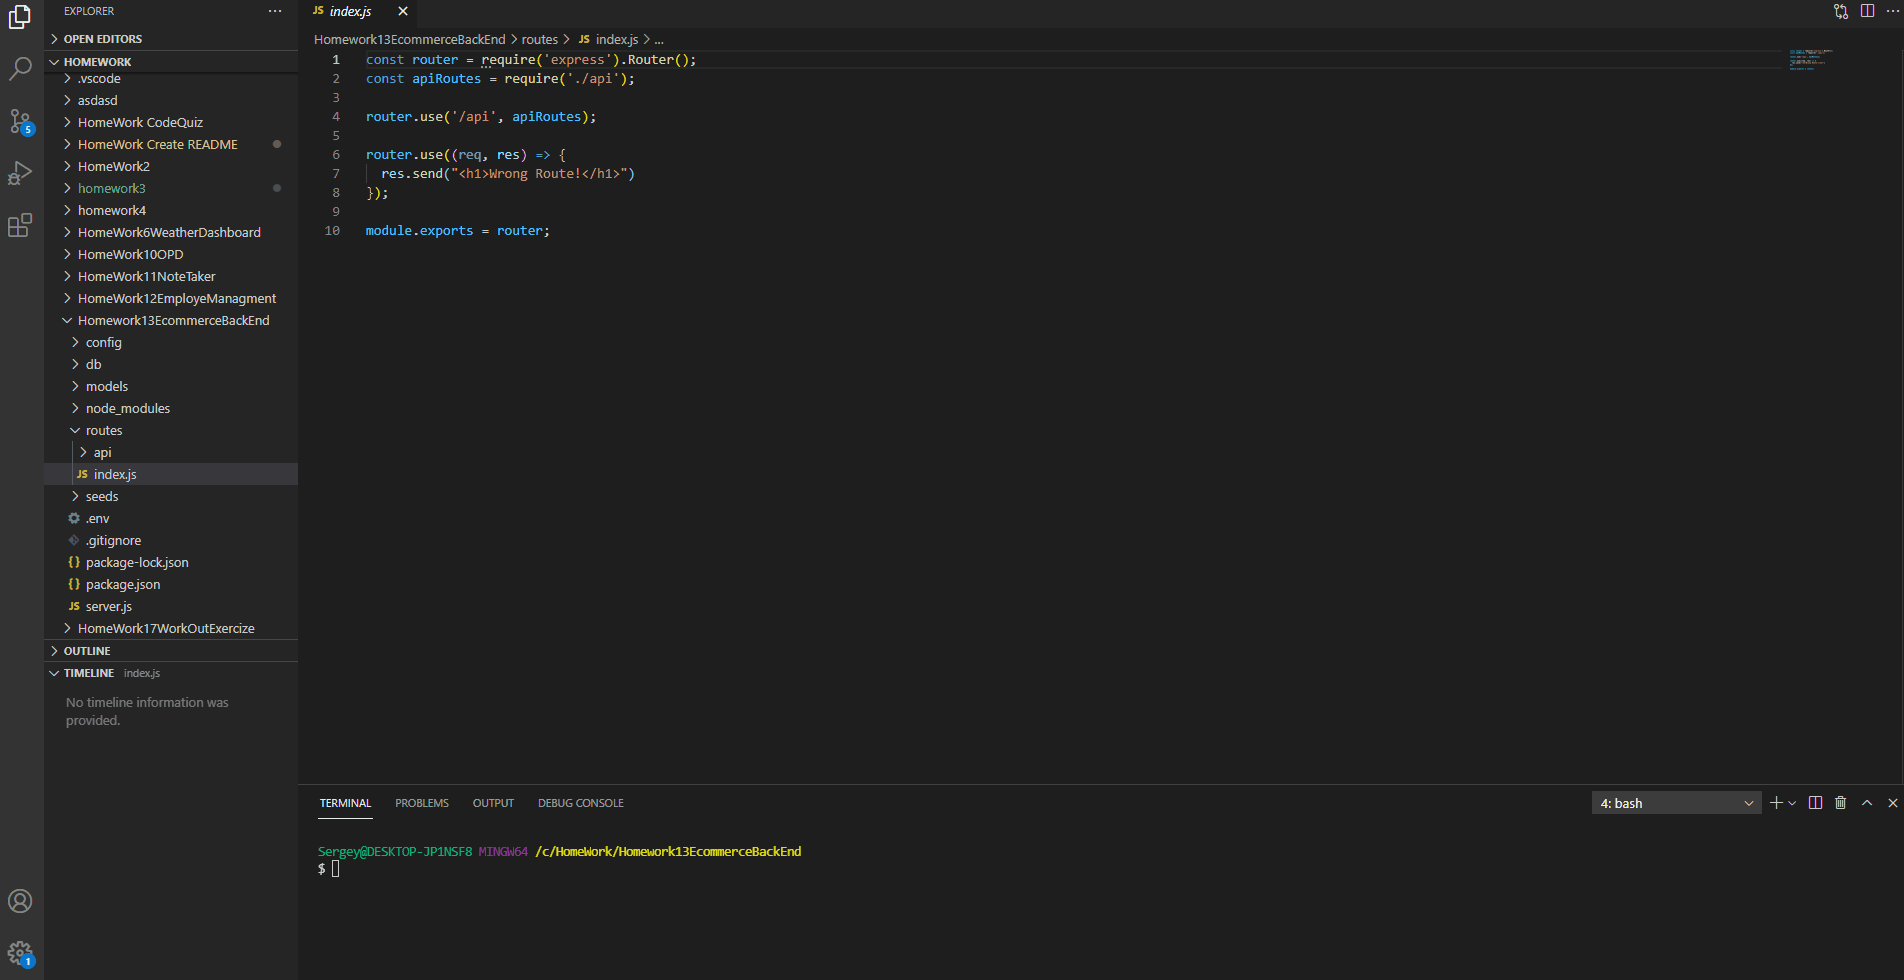 EXPLORER
OPEN EDITORS
HOMEWORK
.vscode
asdasd
HomeWork CodeQuiz
HomeWork Create README
HomeWork2
homework3
homework4
HomeWork6WeatherDashboard
HomeWork10OPD
HomeWork11NoteTaker
HomeWork12EmployeManagment
Homework13EcommerceBackEnd
config
db
models
node_modules
routes
api
JS index.js
seeds
.env
.gitignore
{} package-lock.json
{} package.json
JS server.js
HomeWork17WorkOutExercize
OUTLINE
TIMELINE index.js
No timeline information was
provided.
5
1
JS index.js
Homework13EcommerceBackEnd > routes > JS index.js > ...
1 const router = require('express').Router();
2 const apiRoutes = require('./api');
3
4 router.use('/api', apiRoutes);
5
6 router.use((req, res) => {
7 res.send("<h1>Wrong Route!</h1>")
8 });
9
10 module.exports = router;
TERMINAL PROBLEMS OUTPUT DEBUG CONSOLE
4: bash
Sergey@DESKTOP-JP1NSF8 MINGW64 /c/HomeWork/Homework13EcommerceBackEnd
$